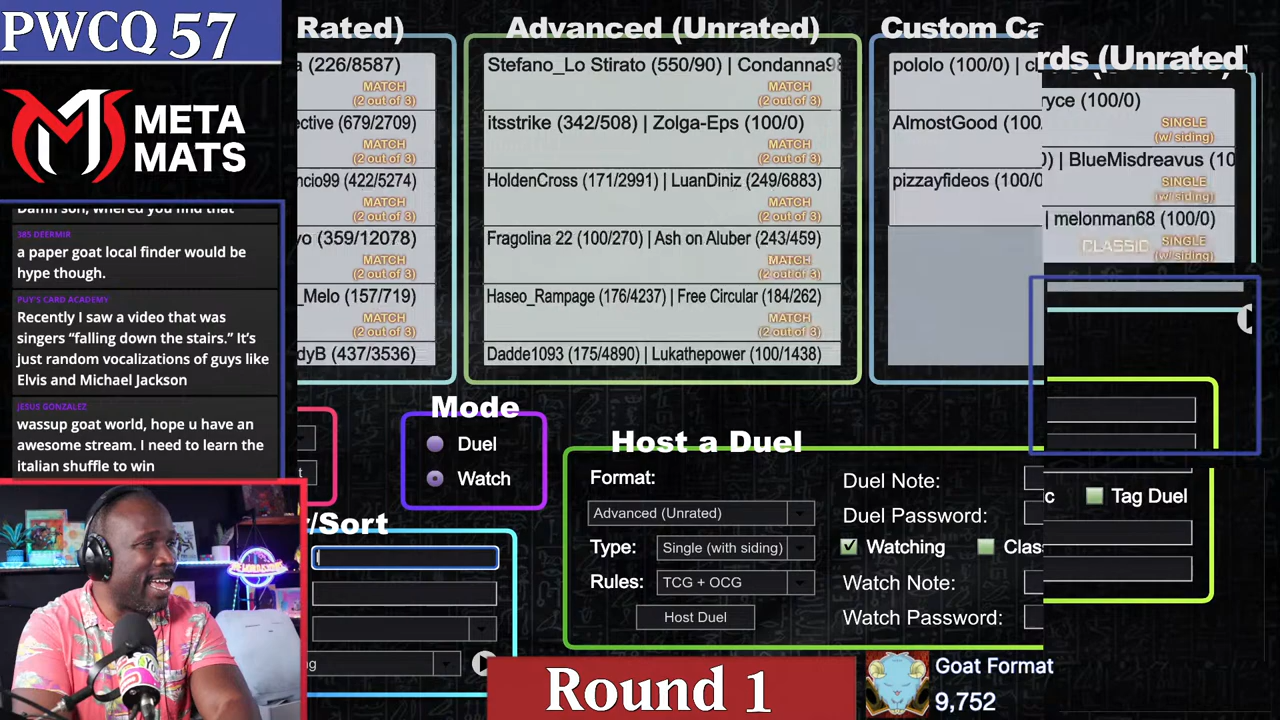 PWCQ 57
META
MATS
Damn son, whered you find that
385 DEERMIR
a paper goat local finder would be
hype though.
PUY'S CARD ACADEMY
Recently I saw a video that was
singers “falling down the stairs.” It’s
just random vocalizations of guys like
Elvis and Michael Jackson
JESUS GONZALEZ
wassup goat world, hope u have an
awesome stream. I need to learn the
italian shuffle to win
Rated)
(226/8587)
MATCH
(2 out of 3)
ective (679/2709)
MATCH
(2 out of 3)
ncio99 (422/5274)
MATCH
(2 out of 3)
vo (359/12078)
MATCH
(2 out of 3)
_Melo (157/719)
MATCH
(2 out of 3)
dyB (437/3536)
Advanced (Unrated)
Stefano_Lo Stirato (550/90) | Condanna98
MATCH
(2 out of 3)
itsstrike (342/508) | Zolga-Eps (100/0)
MATCH
(2 out of 3)
HoldenCross (171/2991) | LuanDiniz (249/6883)
MATCH
(2 out of 3)
Fragolina 22 (100/270) | Ash on Aluber (243/459)
MATCH
(2 out of 3)
Haseo_Rampage (176/4237) | Free Circular (184/262)
MATCH
(2 out of 3)
Dadde1093 (175/4890) | Lukathepower (100/1438)
Custom Ca
pololo (100/0) |
AlmostGood (100
pizzayfideos (100/0
rds (Unrated)
ryce (100/0)
SINGLE
(w/ siding)
) | BlueMisdreavus (10
SINGLE
(w/ siding)
| melonman68 (100/0)
CLASSIC
SINGLE
(w/ siding)
Mode
Duel
Watch
/Sort
Host a Duel
Format:
Advanced (Unrated)
Type:
Single (with siding)
Rules:
TCG + OCG
Host Duel
Duel Note:
Duel Password:
Watching
Clas
c
Tag Duel
Watch Note:
Watch Password:
ng
Round 1
Goat Format
9,752